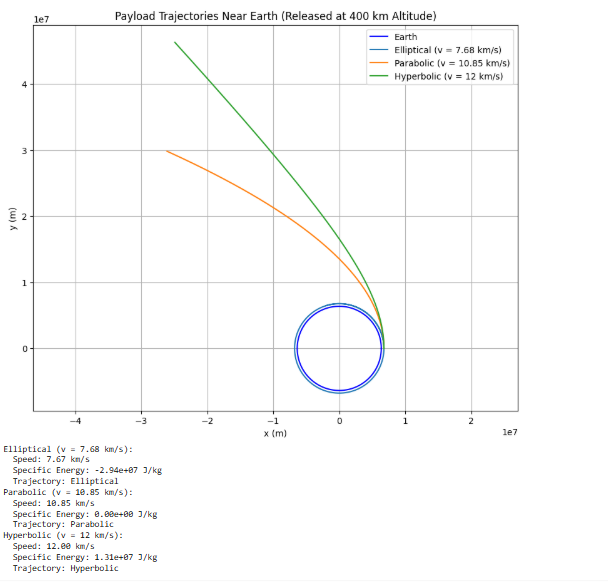 Payload Trajectories Near Earth (Released at 400 km Altitude)
1e7
Earth
Elliptical (v = 7.68 km/s)
Parabolic (v = 10.85 km/s)
Hyperbolic (v = 12 km/s)
4
3
2
1
0
y (m)
−4 −3 −2 −1 0 1 2
x (m)
1e7
Elliptical (v = 7.68 km/s):
Speed: 7.67 km/s
Specific Energy: -2.94e+07 J/kg
Trajectory: Elliptical
Parabolic (v = 10.85 km/s):
Speed: 10.85 km/s
Specific Energy: 0.00e+00 J/kg
Trajectory: Parabolic
Hyperbolic (v = 12 km/s):
Speed: 12.00 km/s
Specific Energy: 1.31e+07 J/kg
Trajectory: Hyperbolic